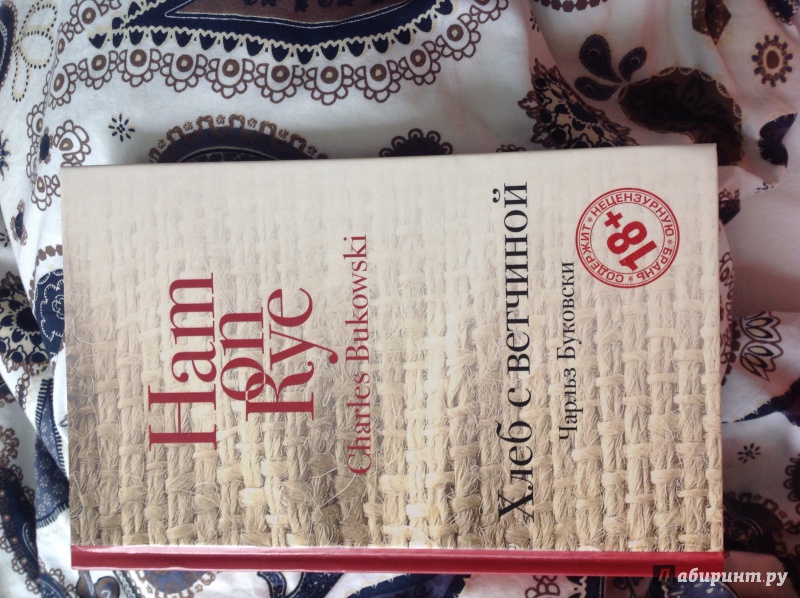 Ham
on
Rye
Charles Bukowski
Хлеб с ветчиной
Чарльз Буковски
СОДЕРЖИТ * НЕЦЕНЗУРНУЮ * БРАНЬ *
18+
Лабиринт.ру